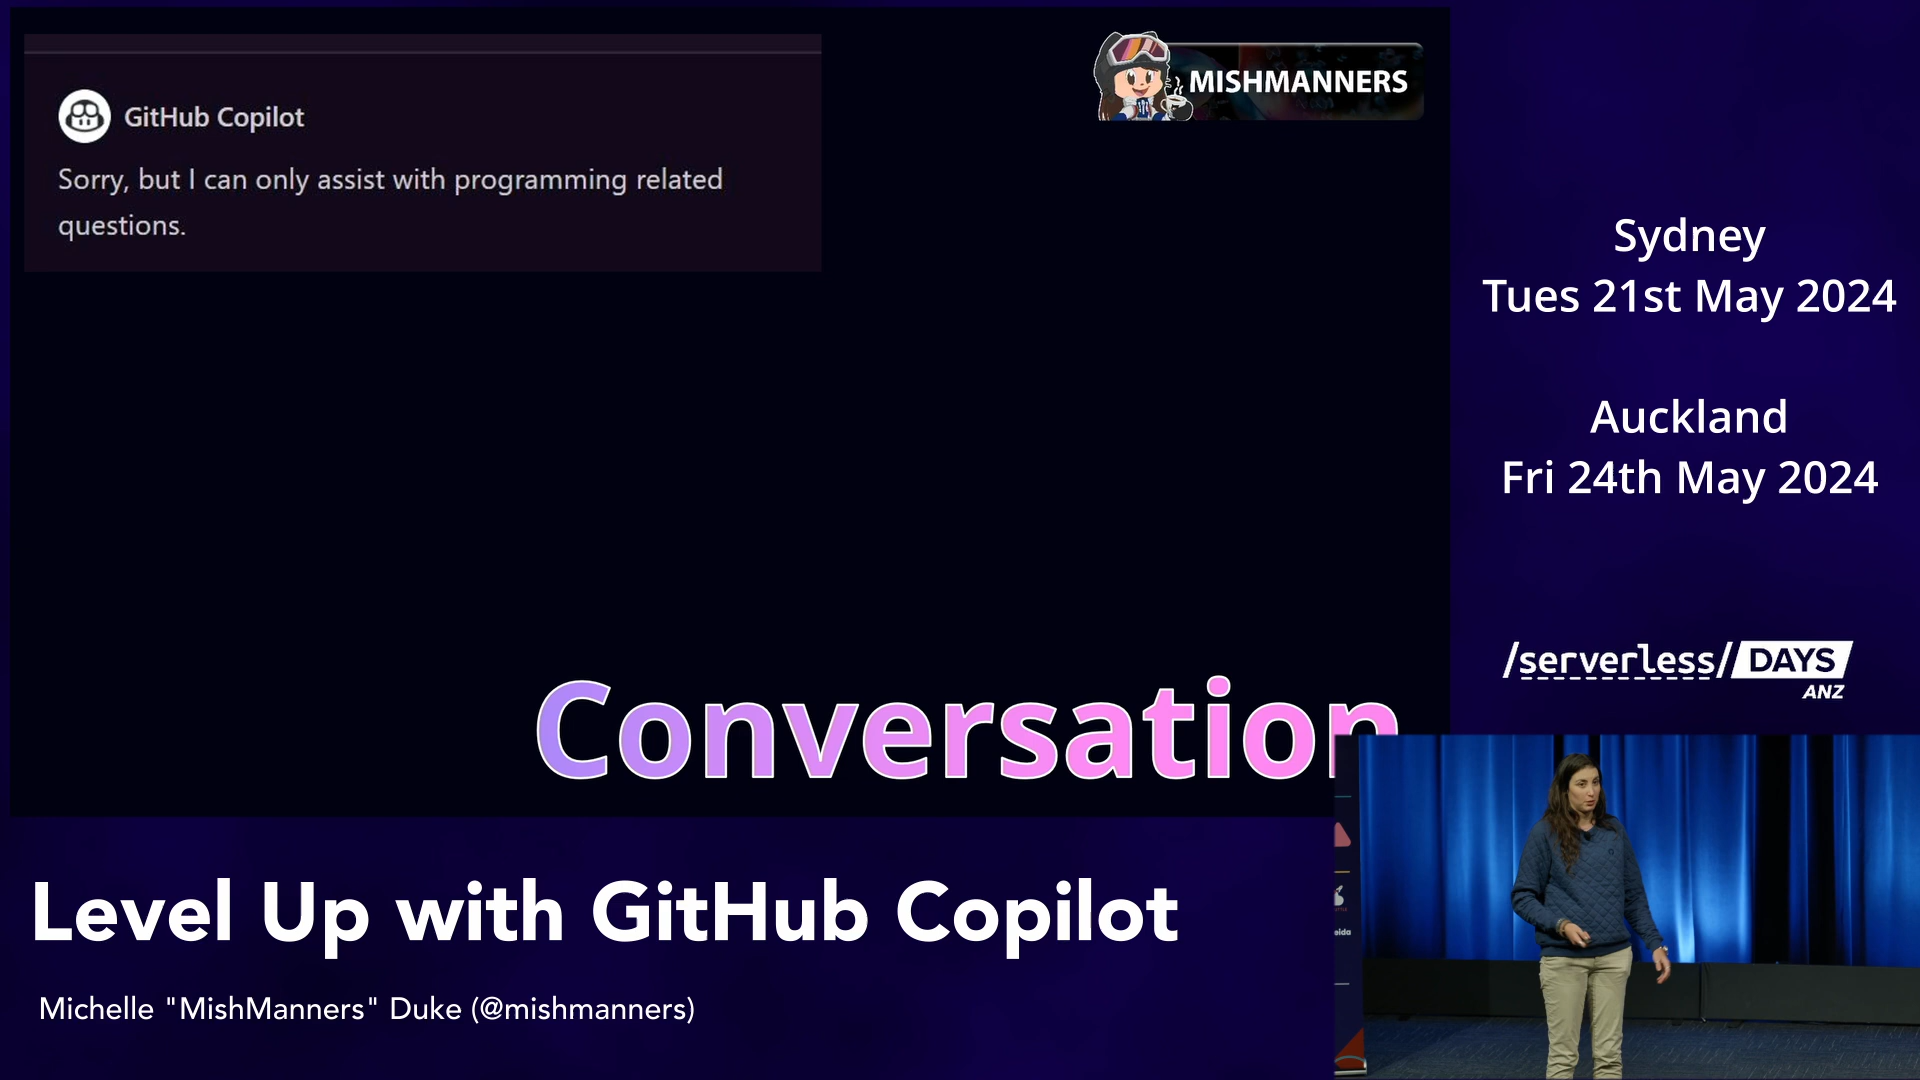 GitHub Copilot
Sorry, but I can only assist with programming related
questions.
MISHMANNERS
Conversation
Sydney
Tues 21st May 2024
Auckland
Fri 24th May 2024
/serverless/DAYS
ANZ
Level Up with GitHub Copilot
Michelle "MishManners" Duke (@mishmanners)